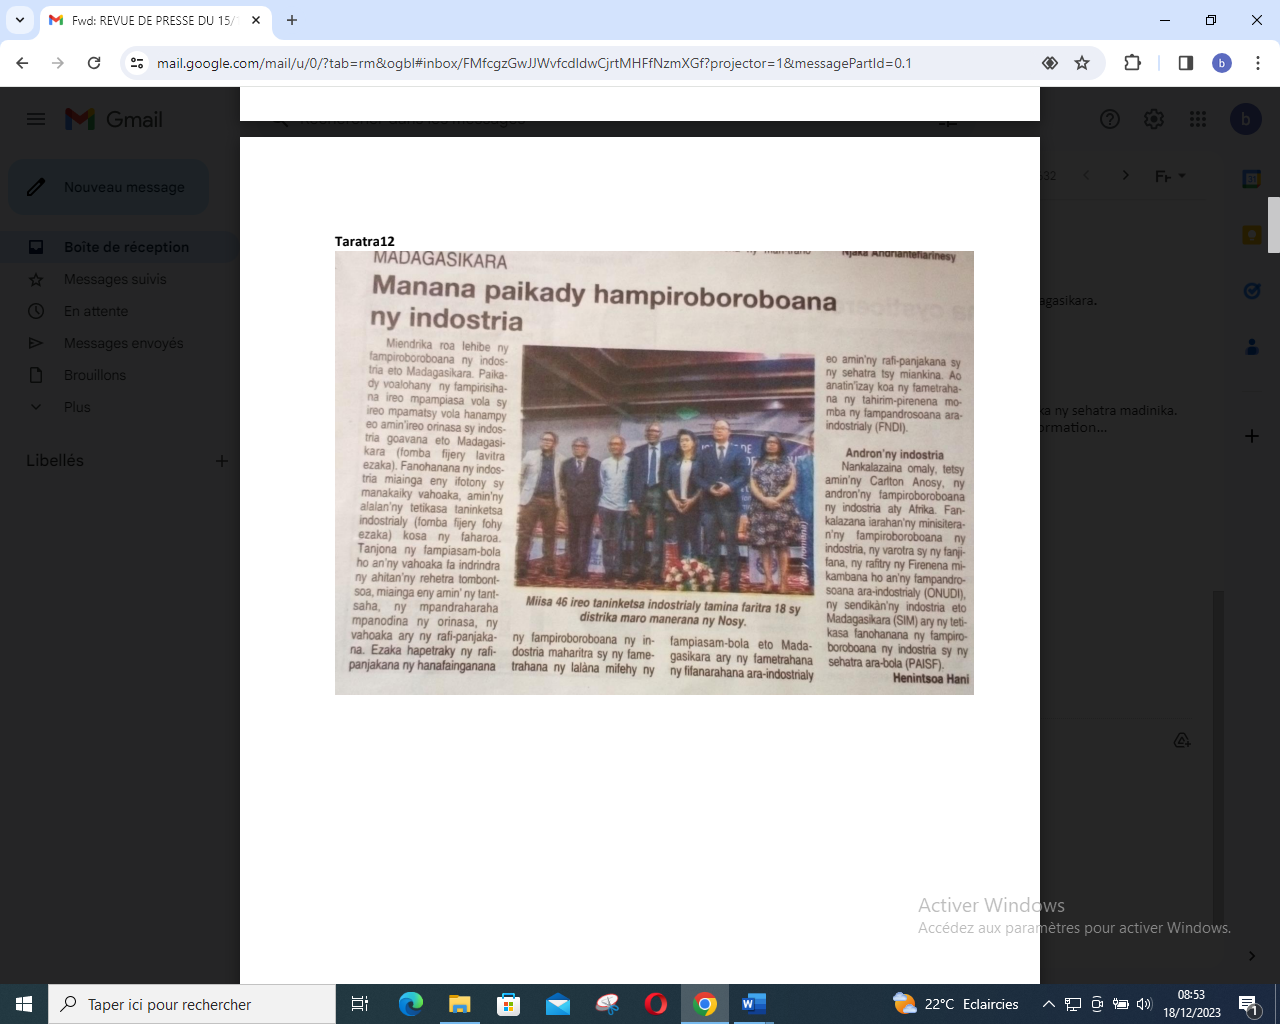 Fwd: REVUE DE PRESSE DU 15/
mail.google.com/mail/u/0/?tab=rm&ogbl#inbox/FMfcgzGwJJWvfcdIdwCjrtMHFfNzmXGf?projector=1&messagePartId=0.1
b
Gmail
b
Nouveau message
Boîte de réception
Messages suivis
En attente
Messages envoyés
Brouillons
Plus
Libellés
agasikara.
ka ny sehatra madinika.
ormation...
Taratra12
Njaka Andriantefiarinesy
MADAGASIKARA
Manana paikady hampiroboroboana
ny indostria
Miendrika roa lehibe ny
fampiroboroboana ny indos-
tria eto Madagasikara. Paika-
dy voalohany ny fampirisiha-
na ireo mpampiasa vola sy
ireo mpamatsy vola hanampy
eo amin'ireo orinasa sy indos-
tria goavana eto Madagasi-
kara (fomba fijery lavitra
ezaka). Fanohanana ny indos-
tria miainga eny ifotony sy
manakaiky vahoaka, amin'ny
alalan'ny tetikasa taninketsa
indostrialy (fomba fijery fohy
ezaka) kosa ny faharoa.
Tanjona ny fampiasam-bola
ho an'ny vahoaka fa indrindra
ny ahitan'ny rehetra tombont-
soa, miainga eny amin' ny tant-
saha, ny mpandraharaha
mpanodina ny orinasa, ny
vahoaka ary ny rafi-panjaka-
na. Ezaka hapetraky ny rafi-
panjakana ny hanafainganana
Miisa 46 ireo taninketsa indostrialy tamina faritra 18 sy
distrika maro manerana ny Nosy.
ny fampiroboroboana ny in-
dostria maharitra sy ny fame-
trahana ny lalàna mifehy ny
fampiasam-bola eto Mada-
gasikara ary ny fametrahana
ny fifanarahana ara-indostrialy
eo amin'ny rafi-panjakana sy
ny sehatra tsy miankina. Ao
anatin'izay koa ny fametraha-
na ny tahirim-pirenena mo-
mba ny fampandrosoana ara-
indostrialy (FNDI).
Andron'ny indostria
Nankalazaina omaly, tetsy
amin'ny Carlton Anosy, ny
andron'ny fampiroboroboana
ny indostria aty Afrika. Fan-
kalazana iarahan'ny minisitera-
n'ny fampiroboroboana ny
indostria, ny varotra sy ny fanji-
fana, ny rafitry ny Firenena mi-
kambana ho an'ny fampandro-
soana ara-indostrialy (ONUDI),
ny sendikàn'ny indostria eto
Madagasikara (SIM) ary ny teti-
kasa fanohanana ny fampiro-
boroboana ny indostria sy ny
sehatra ara-bola (PAISF).
Henintsoa Hani
Activer Windows
Accédez aux paramètres pour activer Windows.
Taper ici pour rechercher
22°C Eclaircies
08:53
18/12/2023
1